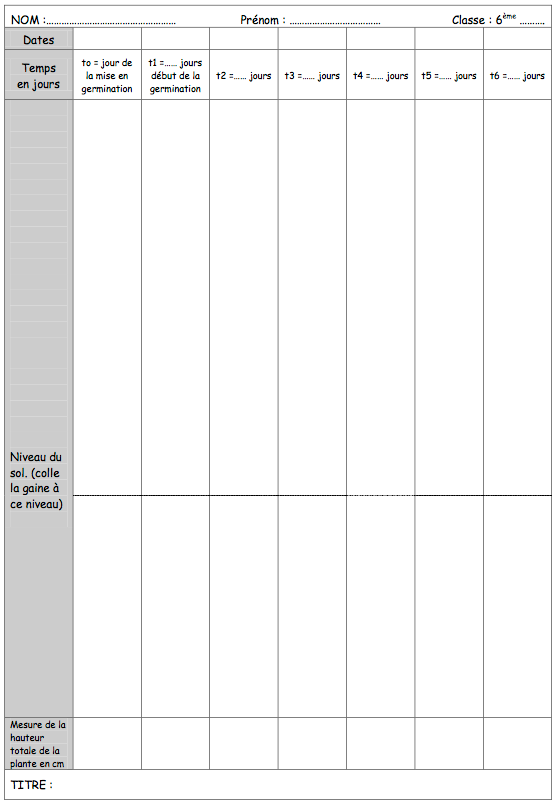 NOM :................................................ Prénom : .................................. Classe : 6ème ..........
Dates
Temps
en jours
to = jour de
la mise en
germination
t1 =...... jours
début de la
germination
t2 =...... jours
t3 =...... jours
t4 =...... jours
t5 =...... jours
t6 =...... jours
Niveau du
sol. (colle
la gaine à
ce niveau)
Mesure de la
hauteur
totale de la
plante en cm
TITRE :